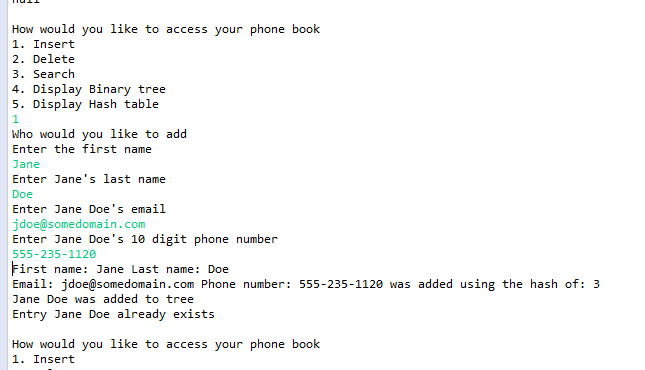 null
How would you like to access your phone book
1. Insert
2. Delete
3. Search
4. Display Binary tree
5. Display Hash table
1
Who would you like to add
Enter the first name
Jane
Enter Jane's last name
Doe
Enter Jane Doe's email
jdoe@somedomain.com
Enter Jane Doe's 10 digit phone number
555-235-1120
First name: Jane Last name: Doe
Email: jdoe@somedomain.com Phone number: 555-235-1120 was added using the hash of: 3
Jane Doe was added to tree
Entry Jane Doe already exists
How would you like to access your phone book
1. Insert